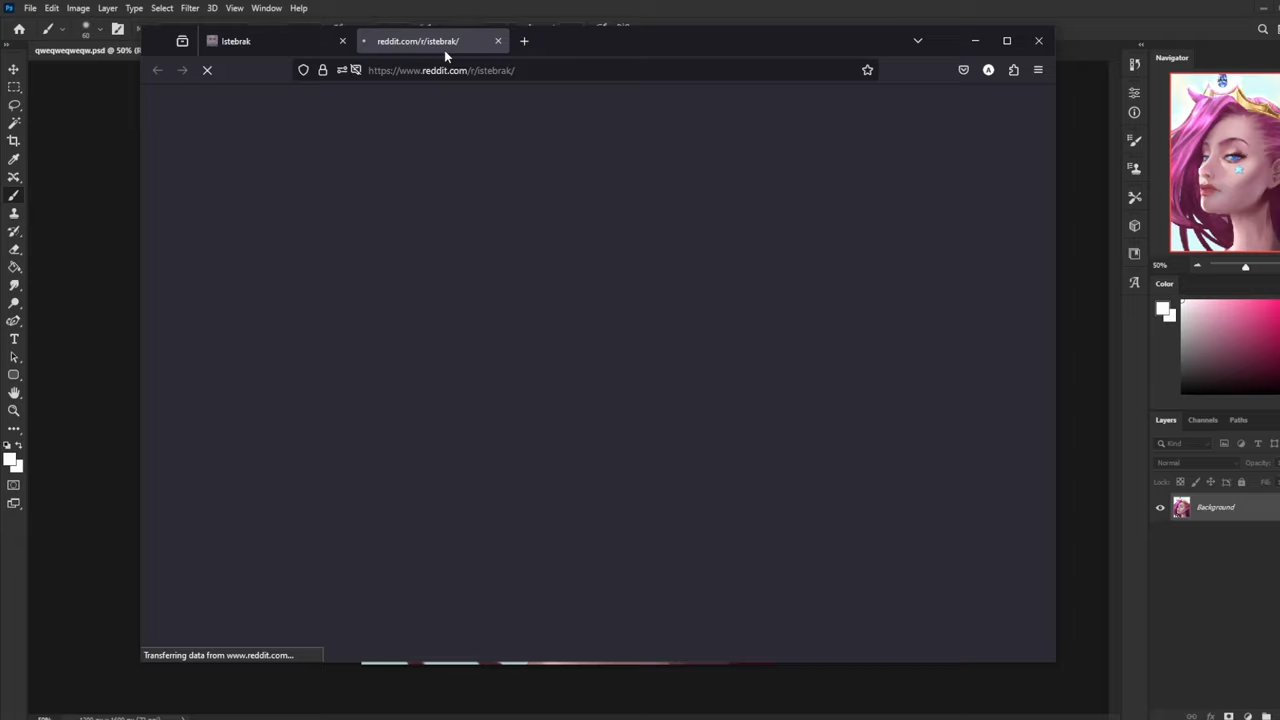 File Edit Image Layer Type Select Filter 3D View Window Help
60
qweqweqweqw.psd @ 50%
Istebrak
reddit.com/r/istebrak/
https://www.reddit.com/r/istebrak/
Transferring data from www.reddit.com...
Navigator
50%
Color
Layers Channels Paths
Kind
Normal Opacity:
Lock: Fill:
Background